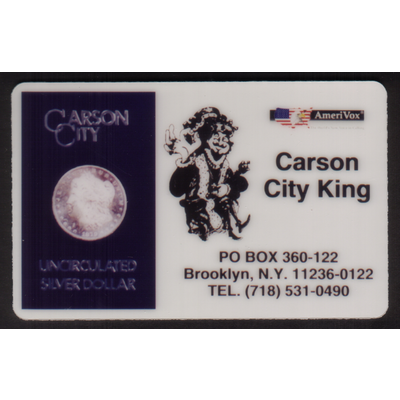 CARSON
CITY
UNCIRCULATED
SILVER DOLLAR
AmeriVox
Carson
City King
PO BOX 360-122
Brooklyn, N.Y. 11236-0122
TEL. (718) 531-0490